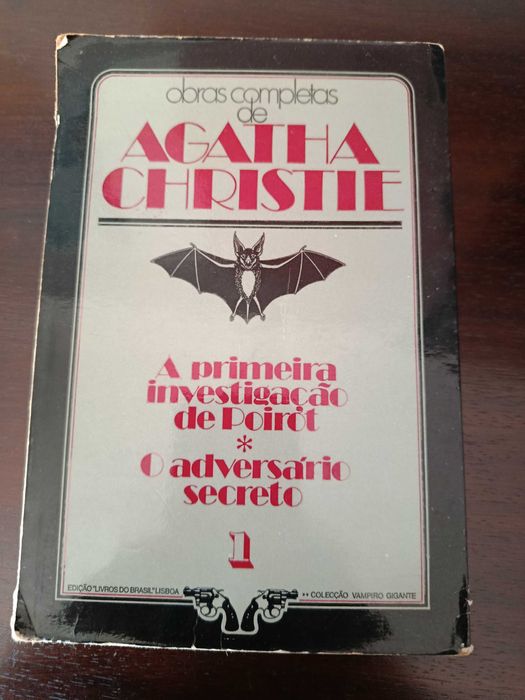 obras completas
de
AGATHA
CHRISTIE
A primeira
investigação
de Poirot
*
O adversário
secreto
1
EDIÇÃO "LIVROS DO BRASIL" LISBOA
** COLECÇÃO VAMPIRO GIGANTE